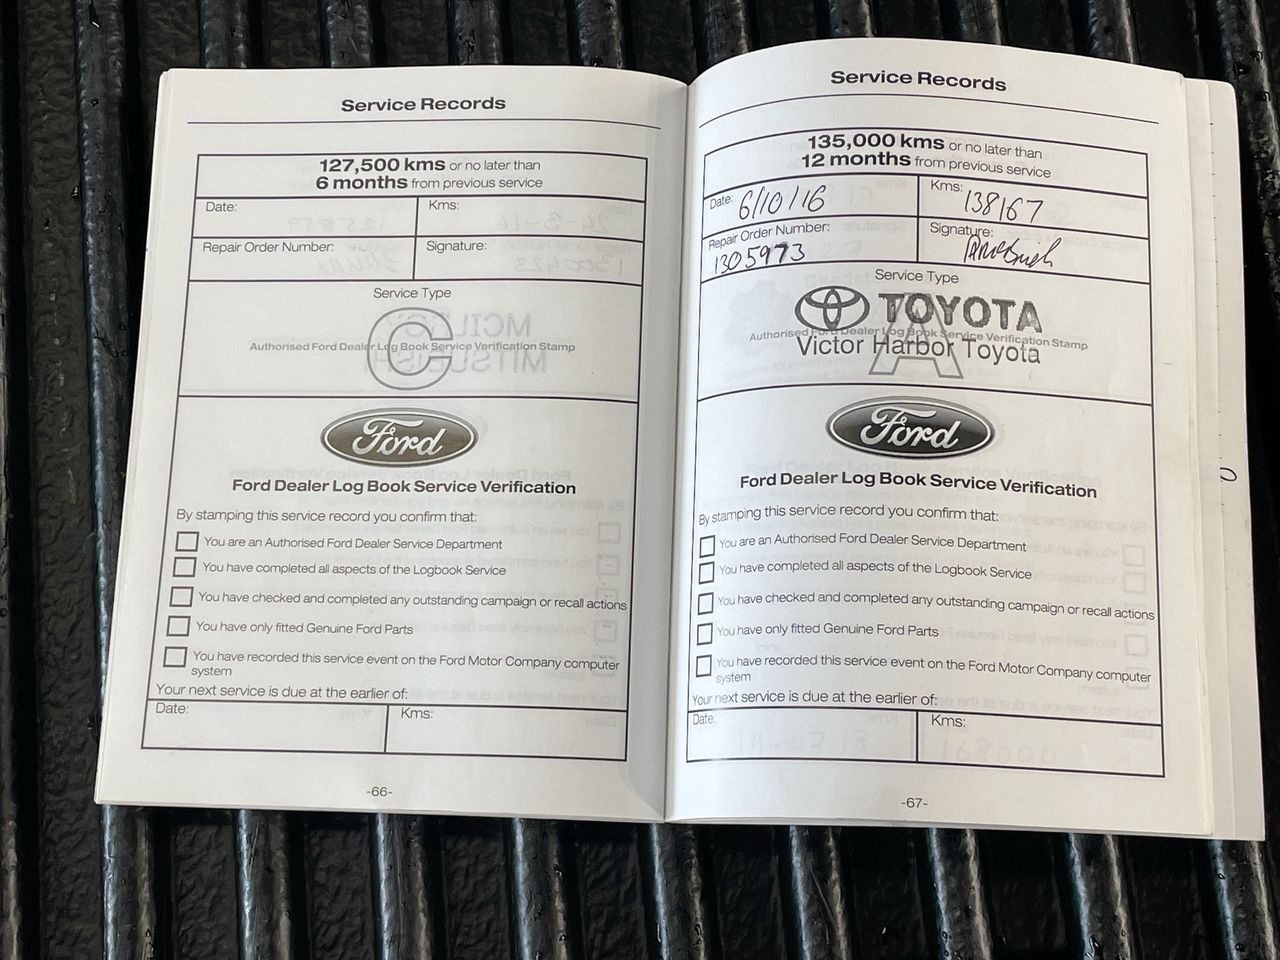 Service Records
127,500 kms or no later than
6 months from previous service
Date:
Kms:
Repair Order Number:
Signature:
Service Type
C
Authorised Ford Dealer Log Book Service Verification Stamp
Ford
Ford Dealer Log Book Service Verification
By stamping this service record you confirm that:
You are an Authorised Ford Dealer Service Department
You have completed all aspects of the Logbook Service
You have checked and completed any outstanding campaign or recall actions
You have only fitted Genuine Ford Parts
You have recorded this service event on the Ford Motor Company computer
system
Your next service is due at the earlier of:
Date:
Kms:
-66-
Service Records
135,000 kms or no later than
12 months from previous service
Date: 6/10/16
Kms: 138167
Repair Order Number:
1305973
Signature:
Service Type
TOYOTA
A
Authorised Ford Dealer Log Book Service Verification Stamp
Victor Harbor Toyota
Ford
Ford Dealer Log Book Service Verification
By stamping this service record you confirm that:
You are an Authorised Ford Dealer Service Department
You have completed all aspects of the Logbook Service
You have checked and completed any outstanding campaign or recall actions
You have only fitted Genuine Ford Parts
You have recorded this service event on the Ford Motor Company computer
system
Your next service is due at the earlier of:
Date:
Kms:
-67-